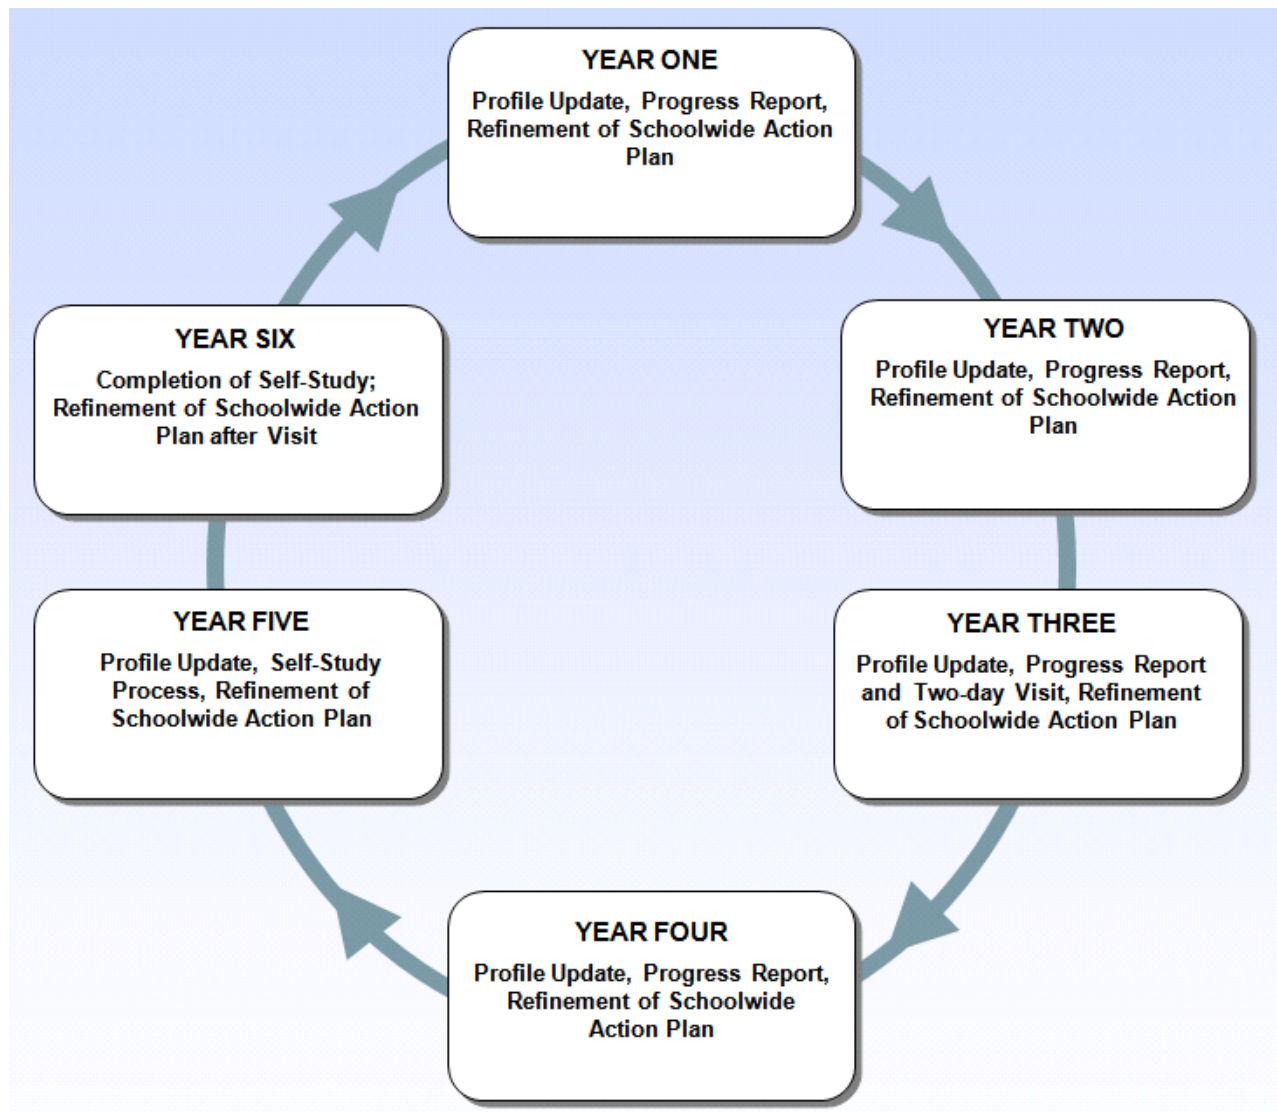 YEAR ONE
Profile Update, Progress Report,
Refinement of Schoolwide Action
Plan
YEAR TWO
Profile Update, Progress Report,
Refinement of Schoolwide Action
Plan
YEAR THREE
Profile Update, Progress Report
and Two-day Visit, Refinement
of Schoolwide Action Plan
YEAR FOUR
Profile Update, Progress Report,
Refinement of Schoolwide
Action Plan
YEAR FIVE
Profile Update, Self-Study
Process, Refinement of
Schoolwide Action Plan
YEAR SIX
Completion of Self-Study;
Refinement of Schoolwide Action
Plan after Visit